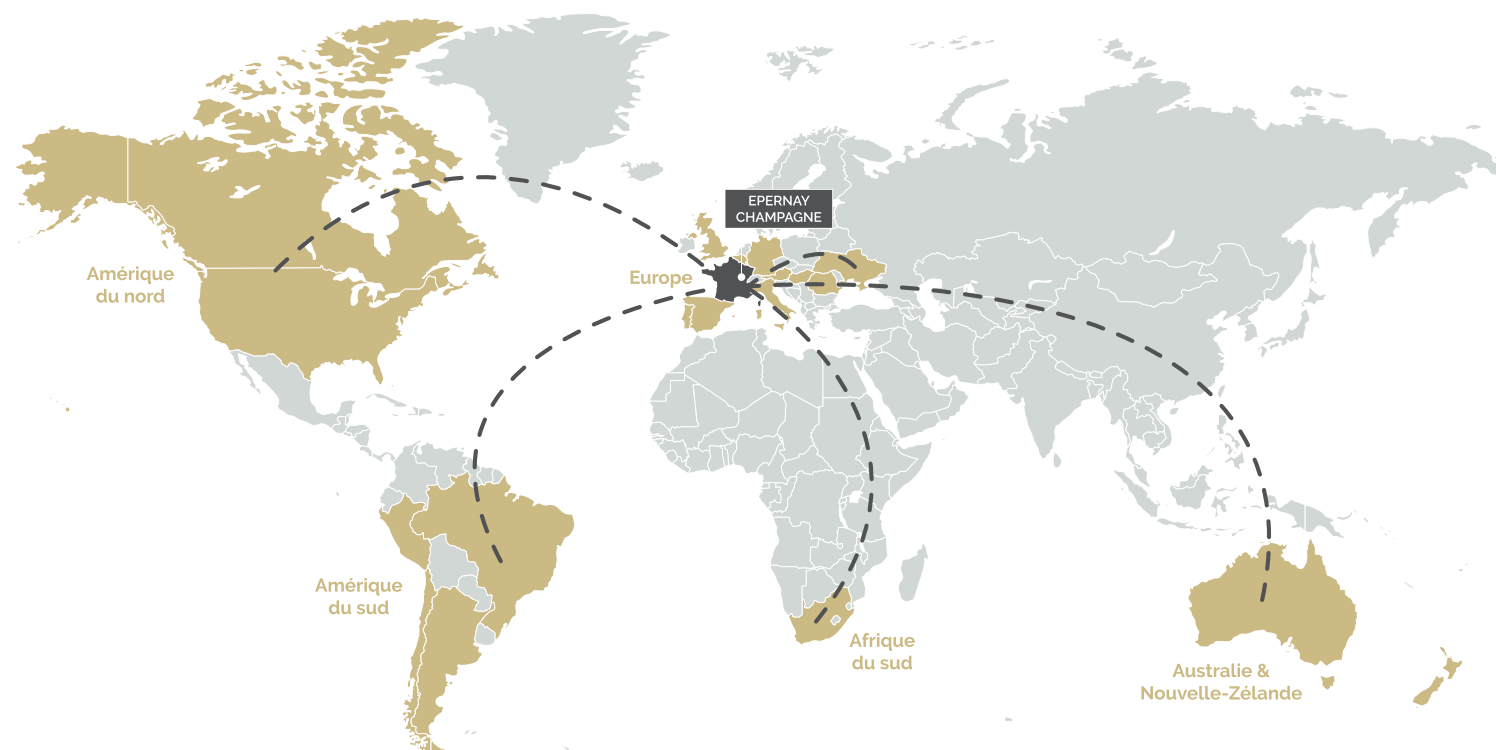 EPERNAY
CHAMPAGNE
Amérique
du nord
Europe
Amérique
du sud
Afrique
du sud
Australie &
Nouvelle-Zélande